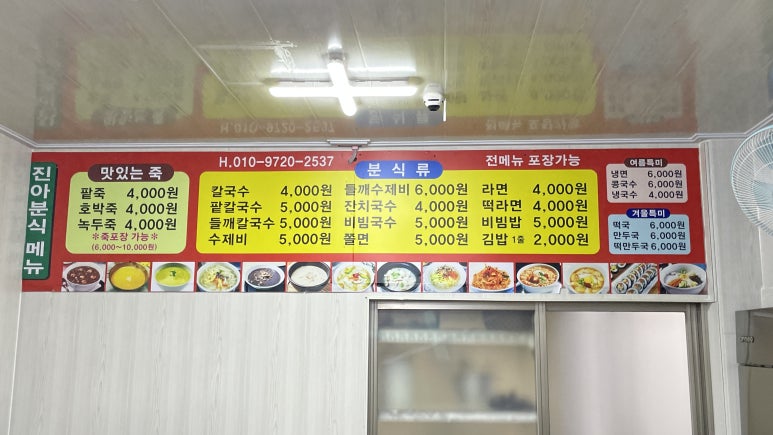 진아분식 메뉴
맛있는 죽
팥죽 4,000원
호박죽 4,000원
녹두죽 4,000원
*죽포장 가능*
(6,000~10,000원)
H.010-9720-2537
분식류
전메뉴 포장가능
칼국수 4,000원 들깨수제비 6,000원 라면 4,000원
팥칼국수 5,000원 잔치국수 4,000원 떡라면 4,000원
들깨칼국수 5,000원 비빔국수 5,000원 비빔밥 5,000원
수제비 5,000원 쫄면 5,000원 김밥 1줄 2,000원
여름특미
냉면 6,000원
콩국수 6,000원
냉국수 4,000원
겨울특미
떡국 6,000원
만두국 6,000원
떡만두국 6,000원